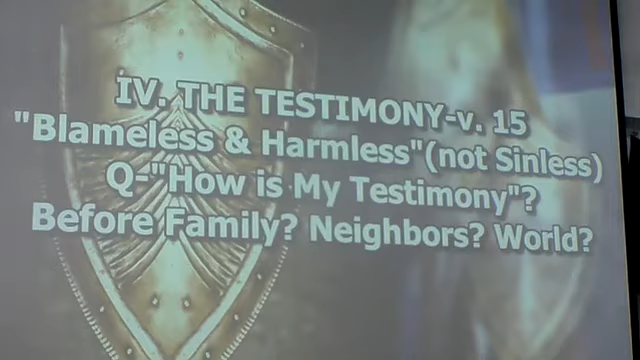 IV. THE TESTIMONY-v. 15
"Blameless & Harmless"(not Sinless)
Q-"How is My Testimony"?
Before Family? Neighbors? World?